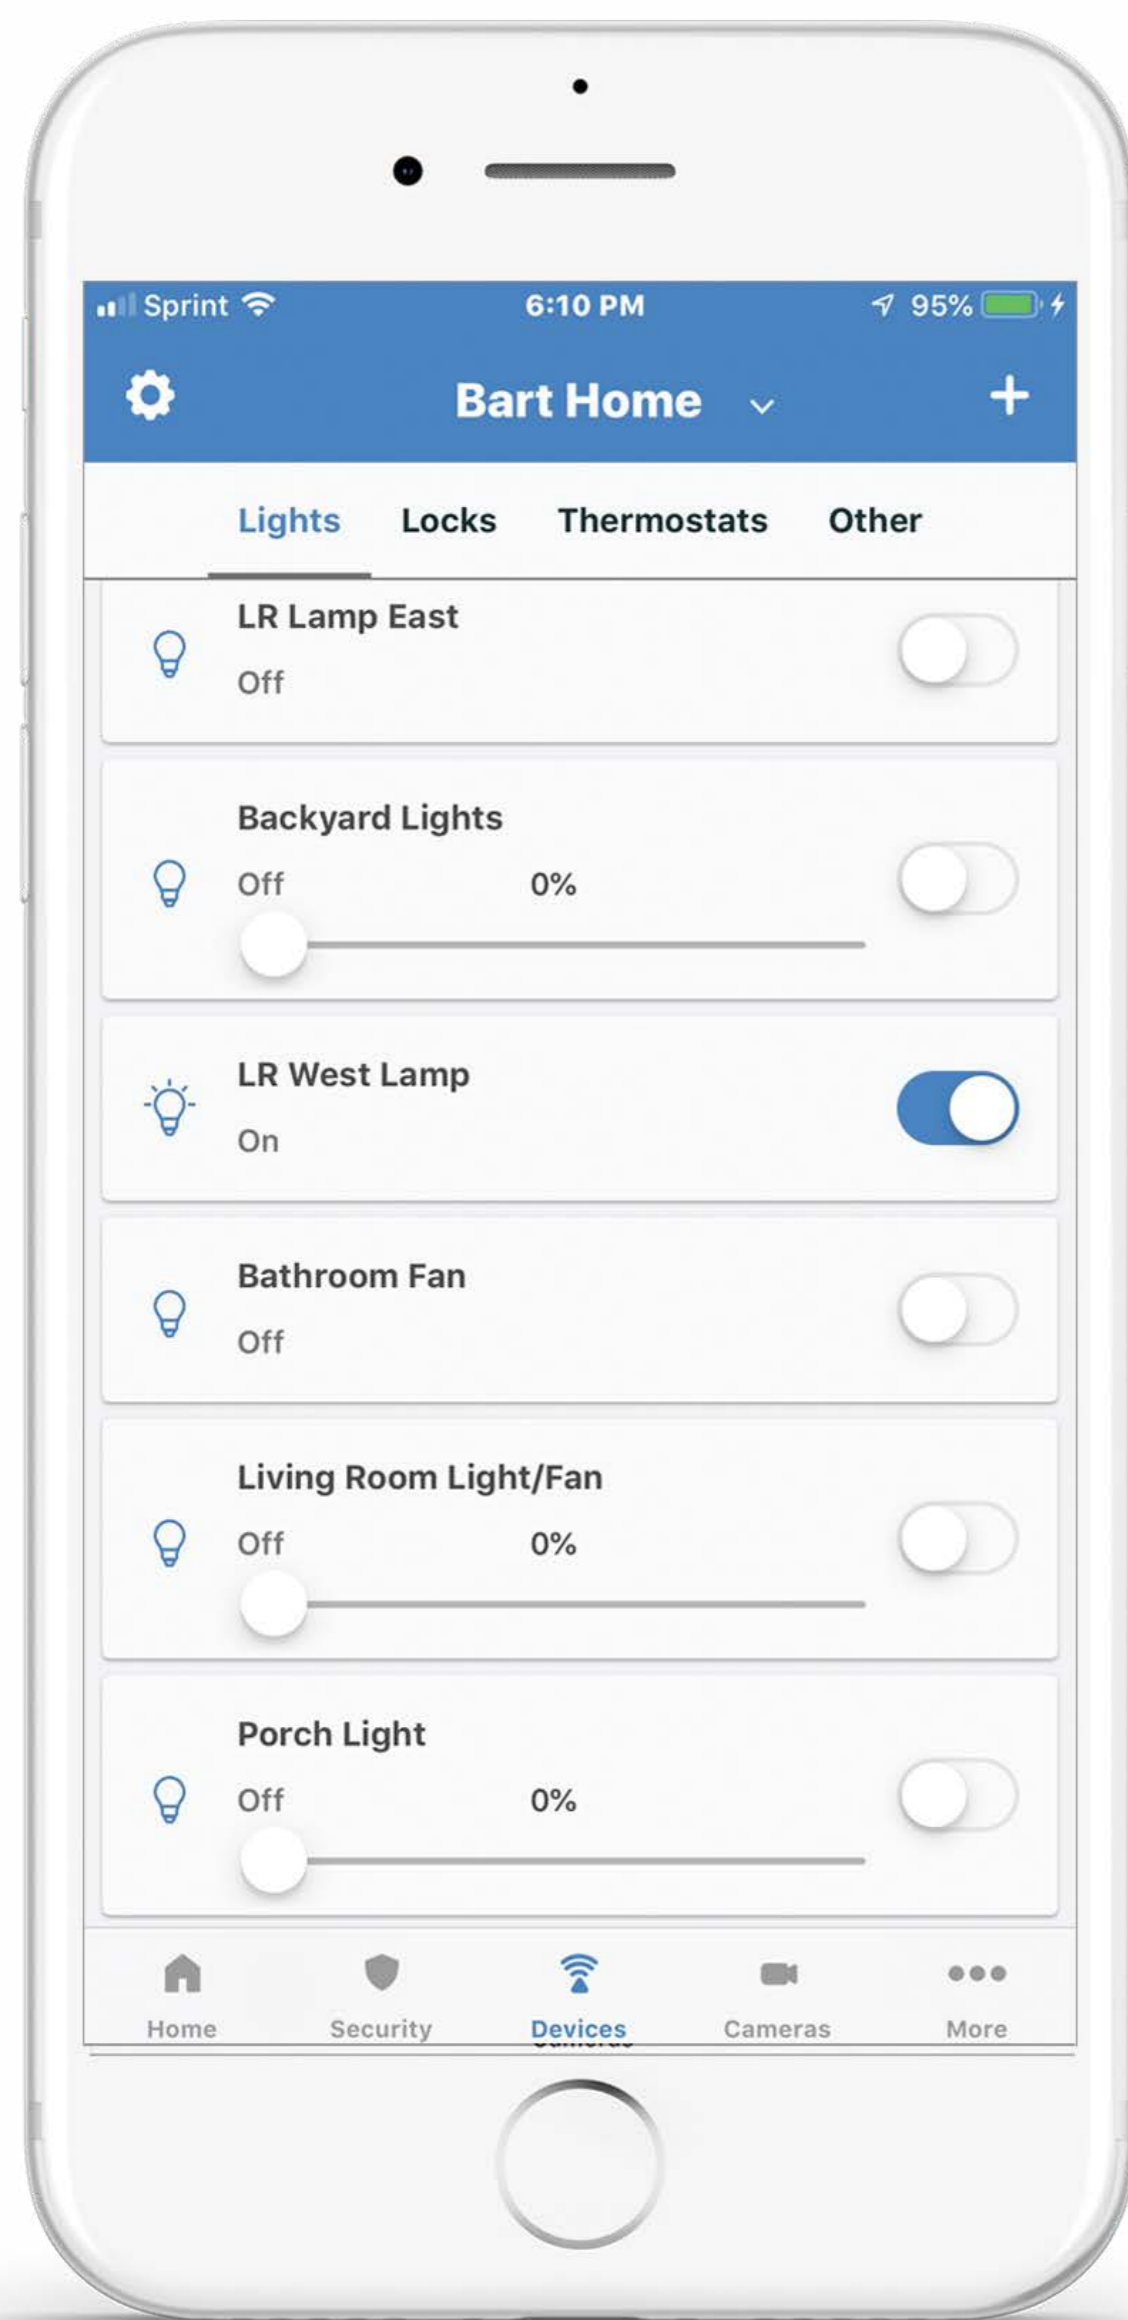 Sprint 6:10 PM 95%
Bart Home
Lights Locks Thermostats Other
LR Lamp East
Off
Backyard Lights
Off 0%
LR West Lamp
On
Bathroom Fan
Off
Living Room Light/Fan
Off 0%
Porch Light
Off 0%
Home Security Devices Cameras More